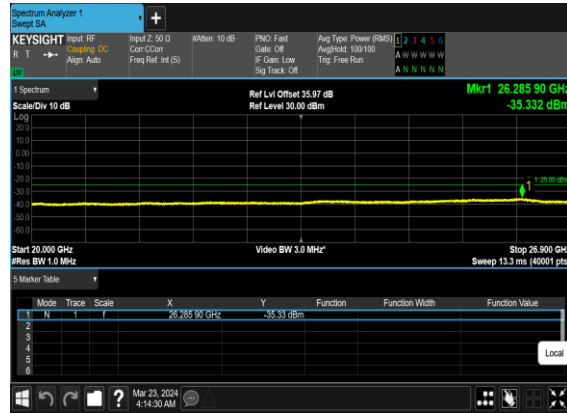 Spectrum Analyzer 1
Swept SA
+
KEYSIGHT Input: RF Input Z: 50 Ω #Atten: 10 dB PNO: Fast Avg Type: Power (RMS) 1 2 3 4 5 6
R T Coupling: DC Corr CCorr Gate: Off Avg|Hold: 100/100 A W W W W W
Align: Auto Freq Ref: Int (S) IF Gain: Low Trig: Free Run
Sig Track: Off A N N N N N
1 Spectrum
Ref Lvl Offset 35.97 dB Mkr1 26.285 90 GHz
Scale/Div 10 dB Ref Level 30.00 dBm -35.332 dBm
Log
20.0
10.0
0.00
-10.0
-20.0
1 -25.00 dBm
-30.0
1
-40.0
-50.0
-60.0
Start 20.000 GHz Video BW 3.0 MHz* Stop 26.900 GHz
#Res BW 1.0 MHz Sweep 13.3 ms (40001 pts
5 Marker Table
Mode Trace Scale X Y Function Function Width Function Value
1 N 1 f 26.285 90 GHz -35.33 dBm
2
3
4
5
6
Local
? Mar 23, 2024
4:14:30 AM